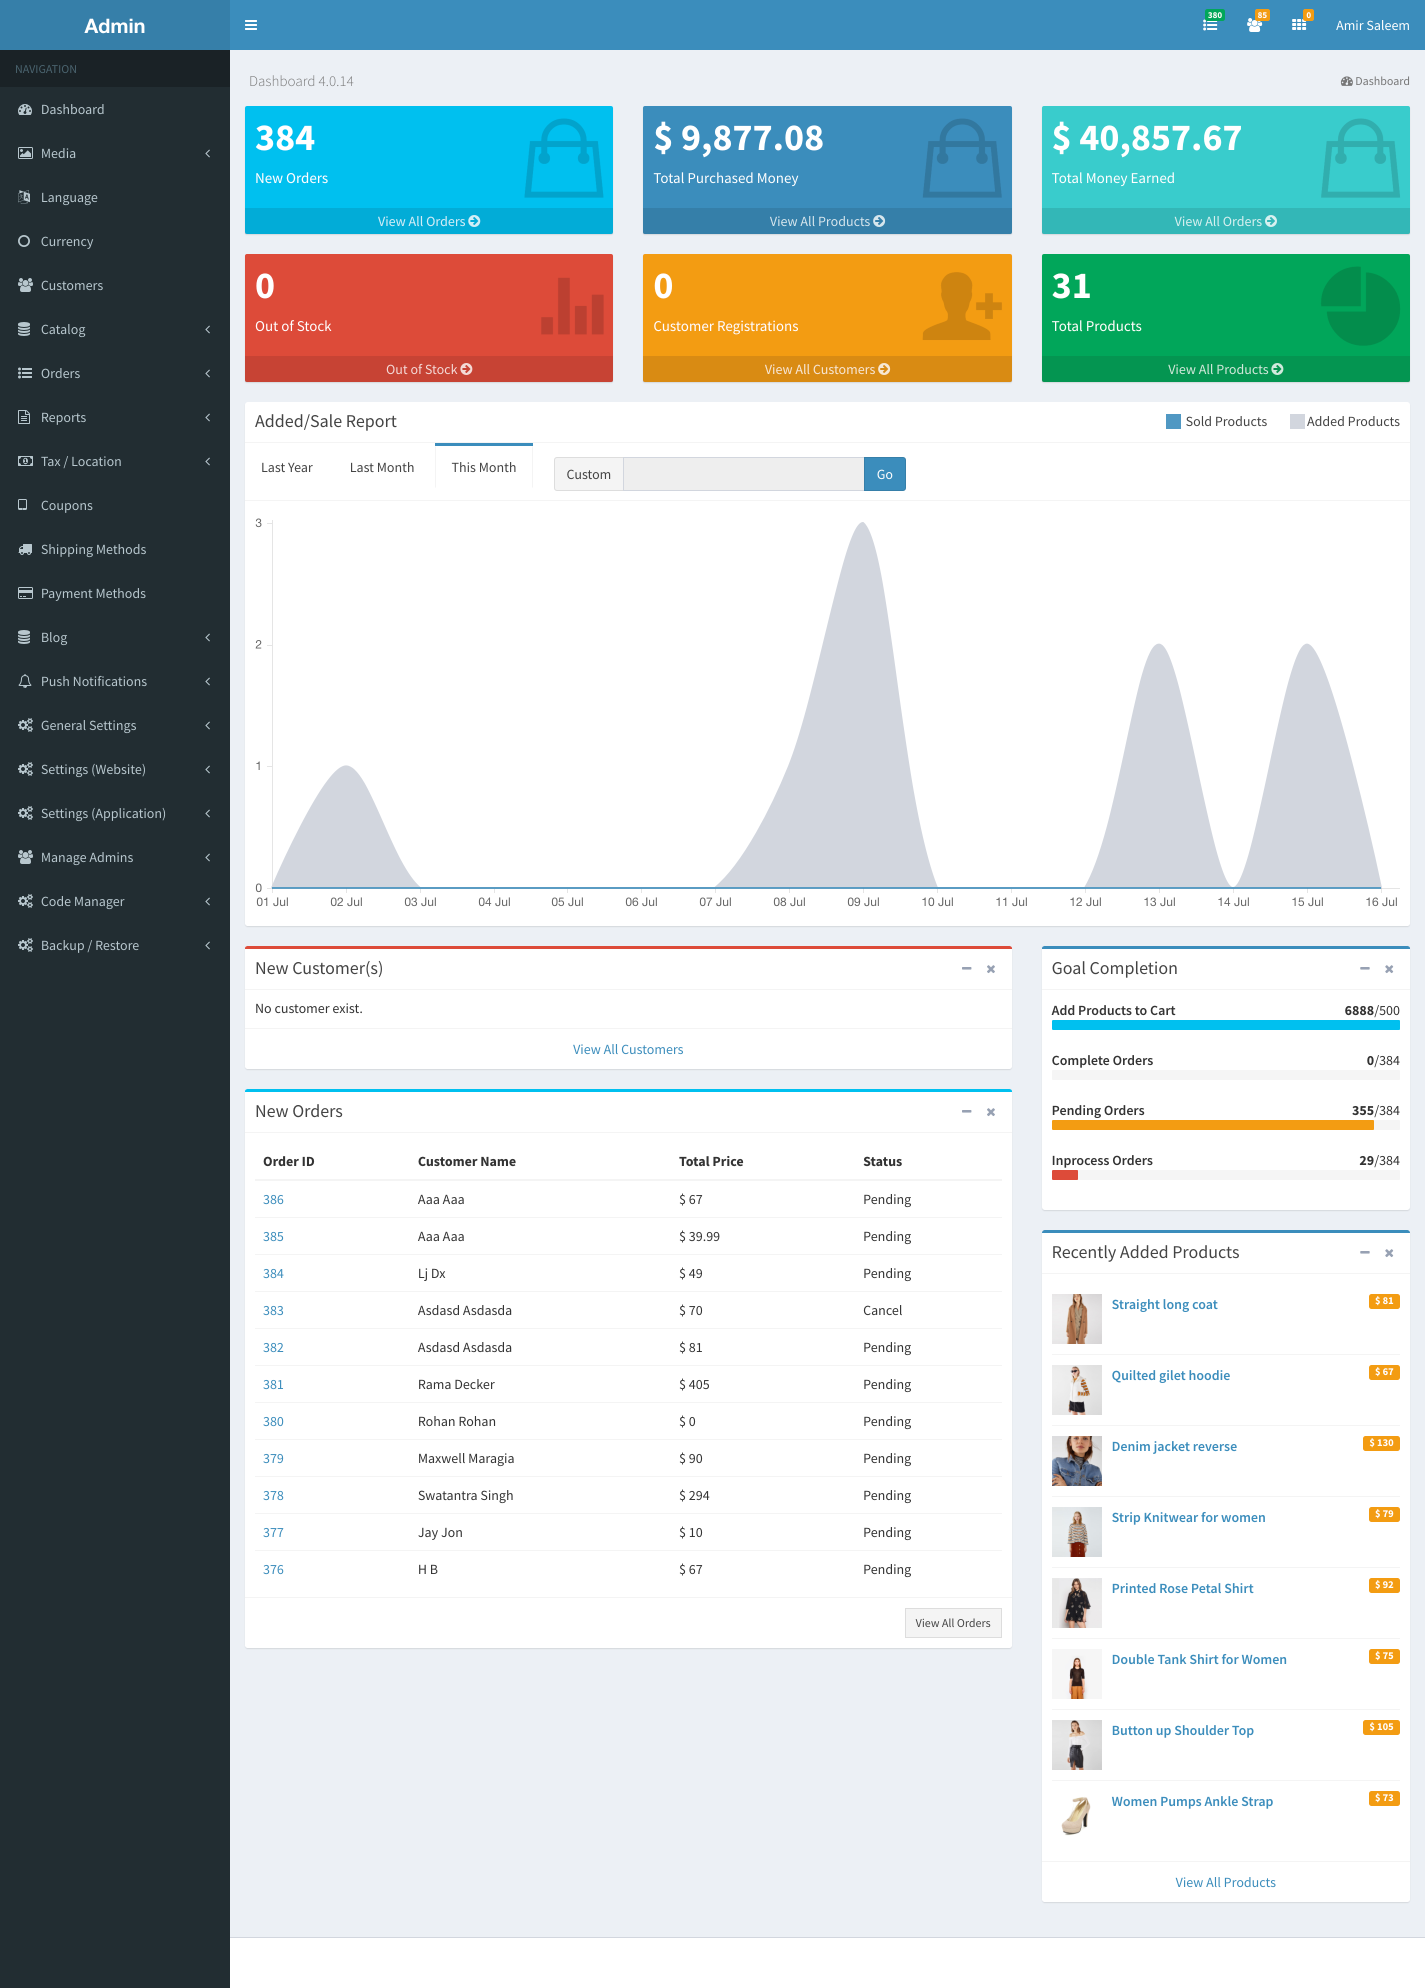 Admin
380
85
0
Amir Saleem
NAVIGATION
Dashboard
Media
Language
Currency
Customers
Catalog
Orders
Reports
Tax / Location
Coupons
Shipping Methods
Payment Methods
Blog
Push Notifications
General Settings
Settings (Website)
Settings (Application)
Manage Admins
Code Manager
Backup / Restore
Dashboard 4.0.14
Dashboard
384
New Orders
View All Orders
$ 9,877.08
Total Purchased Money
View All Products
$ 40,857.67
Total Money Earned
View All Orders
0
Out of Stock
Out of Stock
0
Customer Registrations
View All Customers
31
Total Products
View All Products
Added/Sale Report
Sold Products
Added Products
Last Year
Last Month
This Month
Custom
Go
3
2
1
0
01 Jul
02 Jul
03 Jul
04 Jul
05 Jul
06 Jul
07 Jul
08 Jul
09 Jul
10 Jul
11 Jul
12 Jul
13 Jul
14 Jul
15 Jul
16 Jul
New Customer(s)
No customer exist.
View All Customers
New Orders
Order ID Customer Name Total Price Status
386 Aaa Aaa $ 67 Pending
385 Aaa Aaa $ 39.99 Pending
384 Lj Dx $ 49 Pending
383 Asdasd Asdasda $ 70 Cancel
382 Asdasd Asdasda $ 81 Pending
381 Rama Decker $ 405 Pending
380 Rohan Rohan $ 0 Pending
379 Maxwell Maragia $ 90 Pending
378 Swatantra Singh $ 294 Pending
377 Jay Jon $ 10 Pending
376 H B $ 67 Pending
View All Orders
Goal Completion
Add Products to Cart 6888/500
Complete Orders 0/384
Pending Orders 355/384
Inprocess Orders 29/384
Recently Added Products
Straight long coat $ 81
Quilted gilet hoodie $ 67
Denim jacket reverse $ 130
Strip Knitwear for women $ 79
Printed Rose Petal Shirt $ 92
Double Tank Shirt for Women $ 75
Button up Shoulder Top $ 105
Women Pumps Ankle Strap $ 73
View All Products